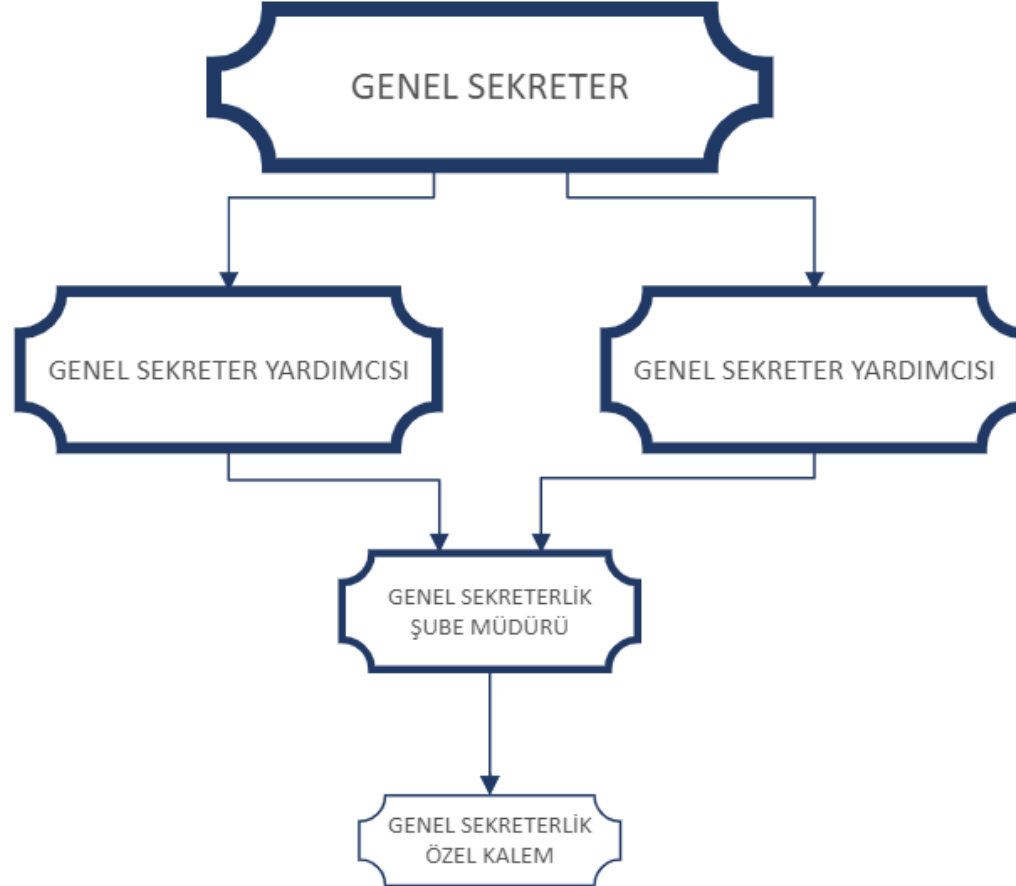 GENEL SEKRETER
GENEL SEKRETER YARDIMCISI
GENEL SEKRETER YARDIMCISI
GENEL SEKRETERLİK
ŞUBE MÜDÜRÜ
GENEL SEKRETERLİK
ÖZEL KALEM